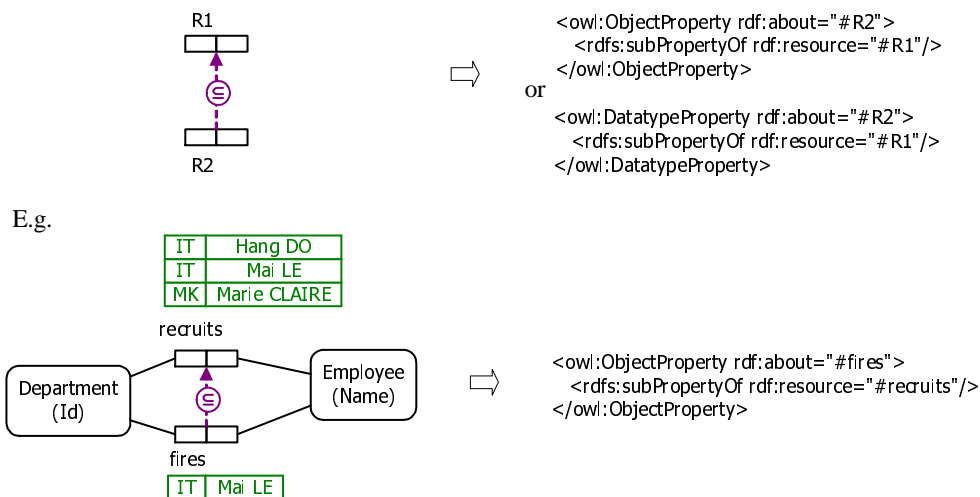 R1
⊆
R2
<owl:ObjectProperty rdf:about="#R2">
<rdfs:subPropertyOf rdf:resource="#R1"/>
</owl:ObjectProperty>
or
<owl:DatatypeProperty rdf:about="#R2">
<rdfs:subPropertyOf rdf:resource="#R1"/>
</owl:DatatypeProperty>
E.g.
IT Hang DO
IT Mai LE
MK Marie CLAIRE
recruits
Department
(Id)
⊆
Employee
(Name)
fires
IT Mai LE
<owl:ObjectProperty rdf:about="#fires">
<rdfs:subPropertyOf rdf:resource="#recruits"/>
</owl:ObjectProperty>